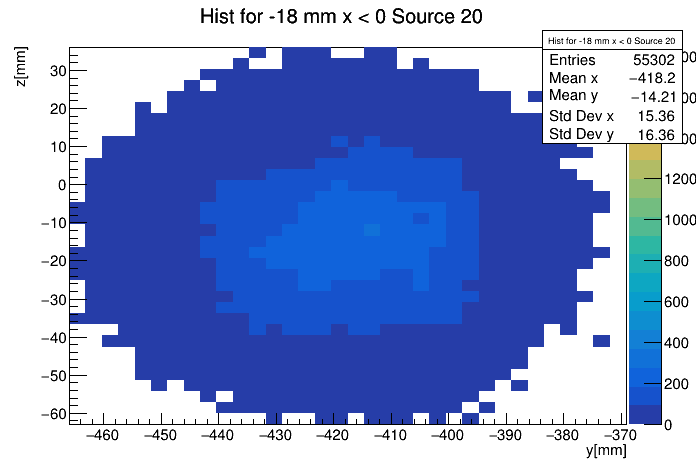 Hist for -18 mm x < 0 Source 20
z[mm]
30
20
10
0
−10
−20
−30
−40
−50
−60
−460 −450 −440 −430 −420 −410 −400 −390 −380 −370
y[mm]
Hist for -18 mm x < 0 Source 20
Entries 55302
Mean x −418.2
Mean y −14.21
Std Dev x 15.36
Std Dev y 16.36
1200
1000
800
600
400
200
0